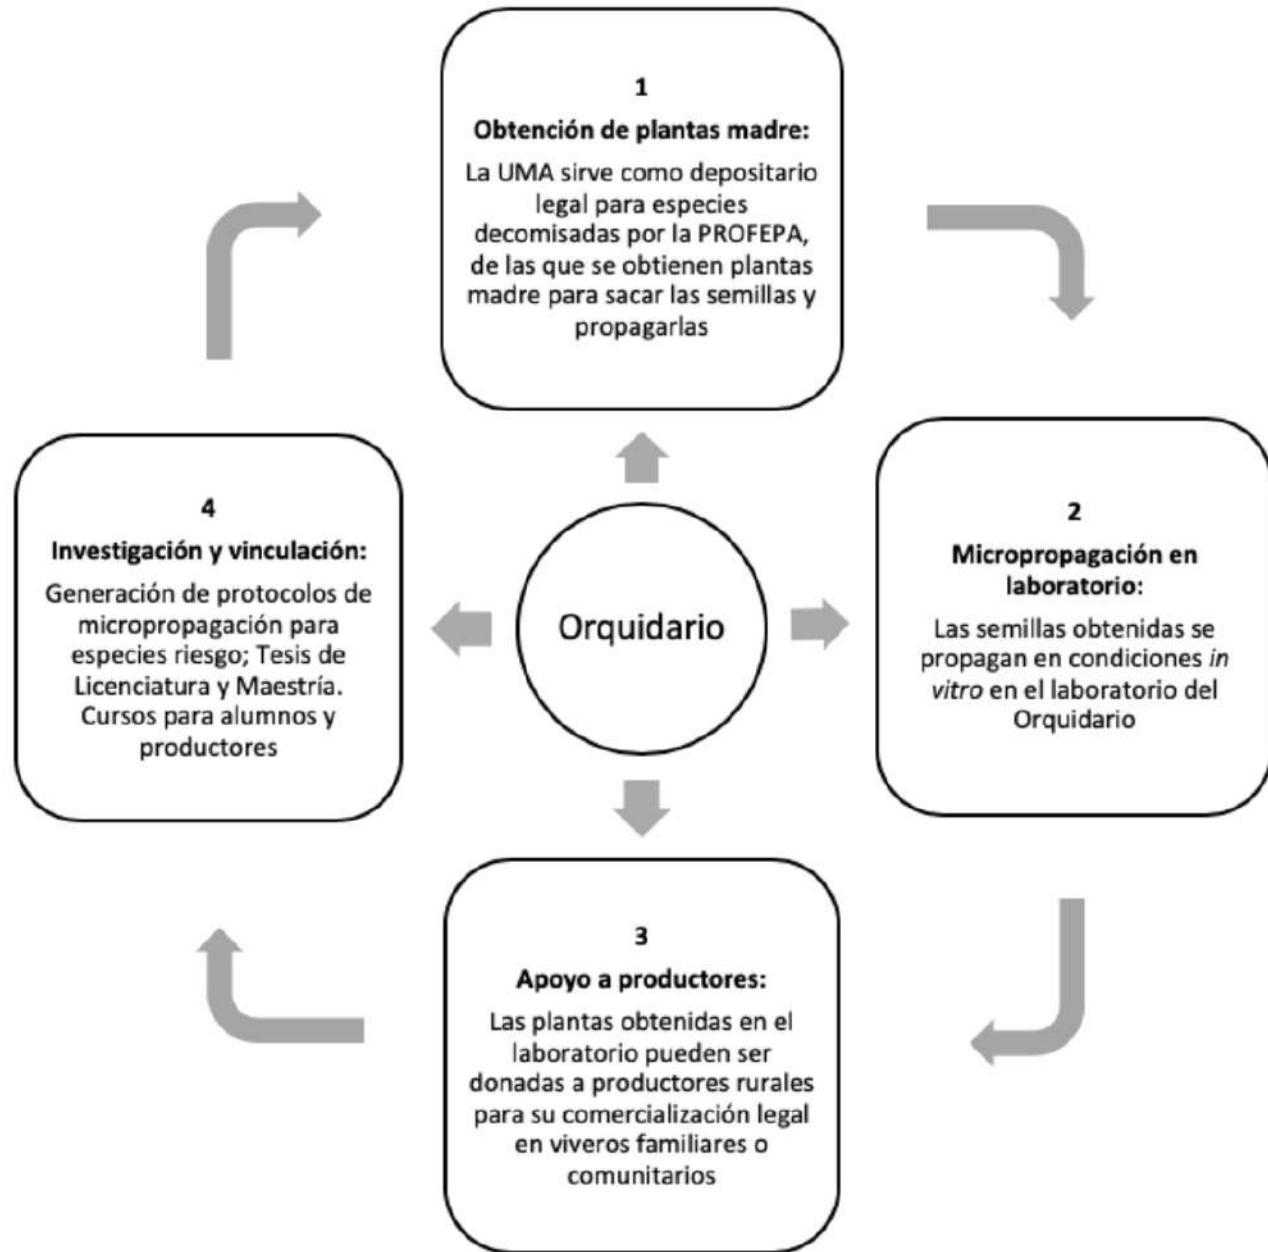 1
Obtención de plantas madre:
La UMA sirve como depositario
legal para especies
decomisadas por la PROFEPA,
de las que se obtienen plantas
madre para sacar las semillas y
propagarlas
2
Micropropagación en
laboratorio:
Las semillas obtenidas se
propagan en condiciones in
vitro en el laboratorio del
Orquidario
3
Apoyo a productores:
Las plantas obtenidas en el
laboratorio pueden ser
donadas a productores rurales
para su comercialización legal
en viveros familiares o
comunitarios
4
Investigación y vinculación:
Generación de protocolos de
micropropagación para
especies riesgo; Tesis de
Licenciatura y Maestría.
Cursos para alumnos y
productores
Orquidario